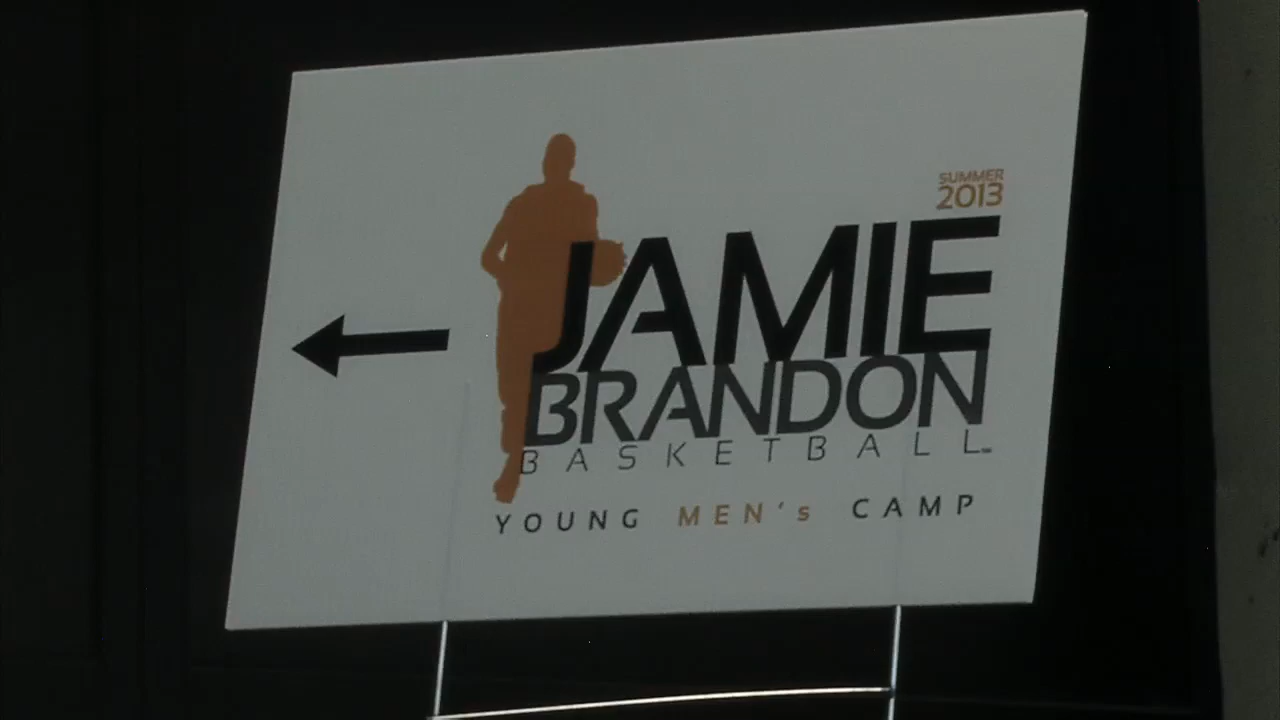 SUMMER
2013
JAMIE
BRANDON
BASKETBALL
YOUNG MEN's CAMP